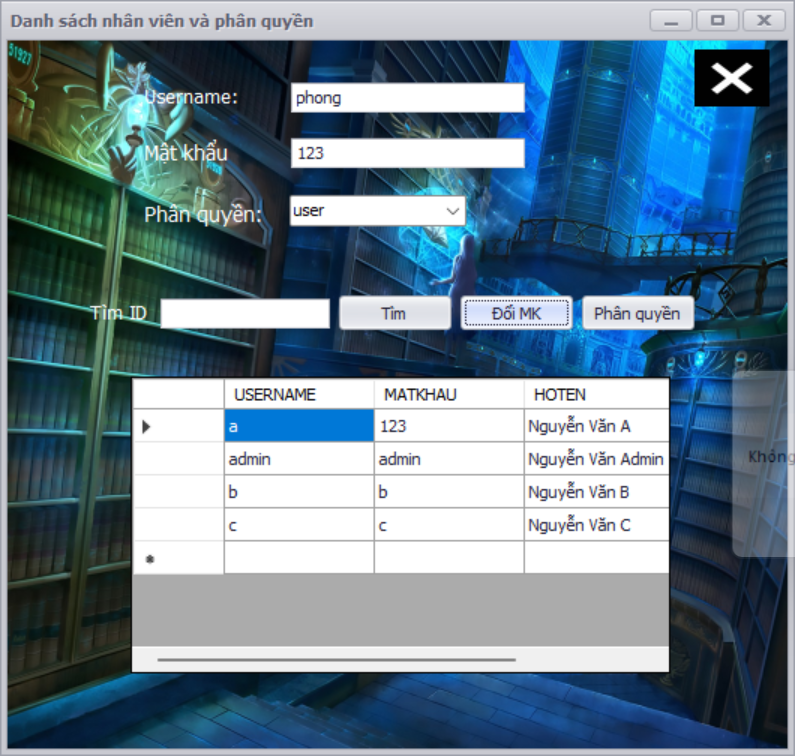 Danh sách nhân viên và phân quyền
51927
Username: phong
Mật khẩu 123
Phân quyền: user
Tìm ID Tìm Đổi MK Phân quyền
USERNAME MATKHAU HOTEN
a 123 Nguyễn Văn A
admin admin Nguyễn Văn Admin
b b Nguyễn Văn B
c c Nguyễn Văn C
Không